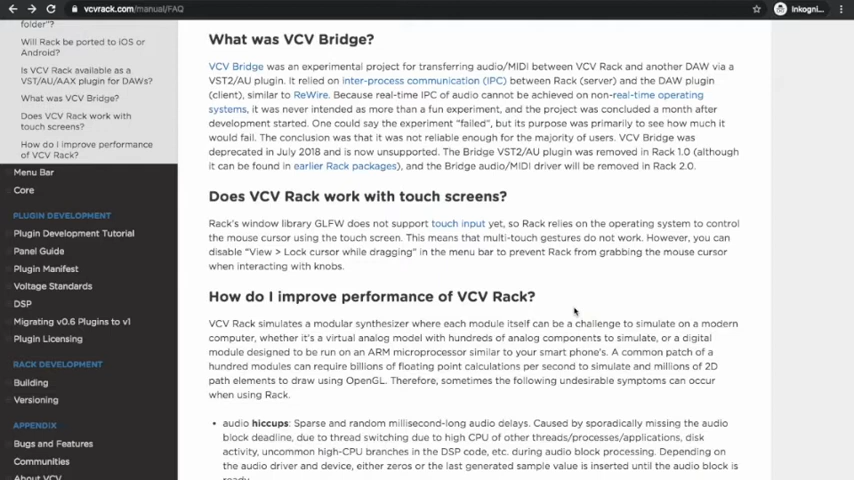 vcvrack.com/manual/FAQ
Inkogni...
folder"?
Will Rack be ported to iOS or
Android?
Is VCV Rack available as a
VST/AU/AAX plugin for DAWs?
What was VCV Bridge?
Does VCV Rack work with
touch screens?
How do I improve performance
of VCV Rack?
Menu Bar
Core
PLUGIN DEVELOPMENT
Plugin Development Tutorial
Panel Guide
Plugin Manifest
Voltage Standards
DSP
Migrating v0.6 Plugins to v1
Plugin Licensing
RACK DEVELOPMENT
Building
Versioning
APPENDIX
Bugs and Features
Communities
About VCV
What was VCV Bridge?
VCV Bridge was an experimental project for transferring audio/MIDI between VCV Rack and another DAW via a
VST2/AU plugin. It relied on inter-process communication (IPC) between Rack (server) and the DAW plugin
(client), similar to ReWire. Because real-time IPC of audio cannot be achieved on non-real-time operating
systems, it was never intended as more than a fun experiment, and the project was concluded a month after
development started. One could say the experiment "failed", but its purpose was primarily to see how much it
would fail. The conclusion was that it was not reliable enough for the majority of users. VCV Bridge was
deprecated in July 2018 and is now unsupported. The Bridge VST2/AU plugin was removed in Rack 1.0 (although
it can be found in earlier Rack packages), and the Bridge audio/MIDI driver will be removed in Rack 2.0.
Does VCV Rack work with touch screens?
Rack's window library GLFW does not support touch input yet, so Rack relies on the operating system to control
the mouse cursor using the touch screen. This means that multi-touch gestures do not work. However, you can
disable "View > Lock cursor while dragging" in the menu bar to prevent Rack from grabbing the mouse cursor
when interacting with knobs.
How do I improve performance of VCV Rack?
VCV Rack simulates a modular synthesizer where each module itself can be a challenge to simulate on a modern
computer, whether it's a virtual analog model with hundreds of analog components to simulate, or a digital
module designed to be run on an ARM microprocessor similar to your smart phone's. A common patch of a
hundred modules can require billions of floating point calculations per second to simulate and millions of 2D
path elements to draw using OpenGL. Therefore, sometimes the following undesirable symptoms can occur
when using Rack.
• audio hiccups: Sparse and random millisecond-long audio delays. Caused by sporadically missing the audio
block deadline, due to thread switching due to high CPU of other threads/processes/applications, disk
activity, uncommon high-CPU branches in the DSP code, etc. during audio block processing. Depending on
the audio driver and device, either zeros or the last generated sample value is inserted until the audio block is
ready.